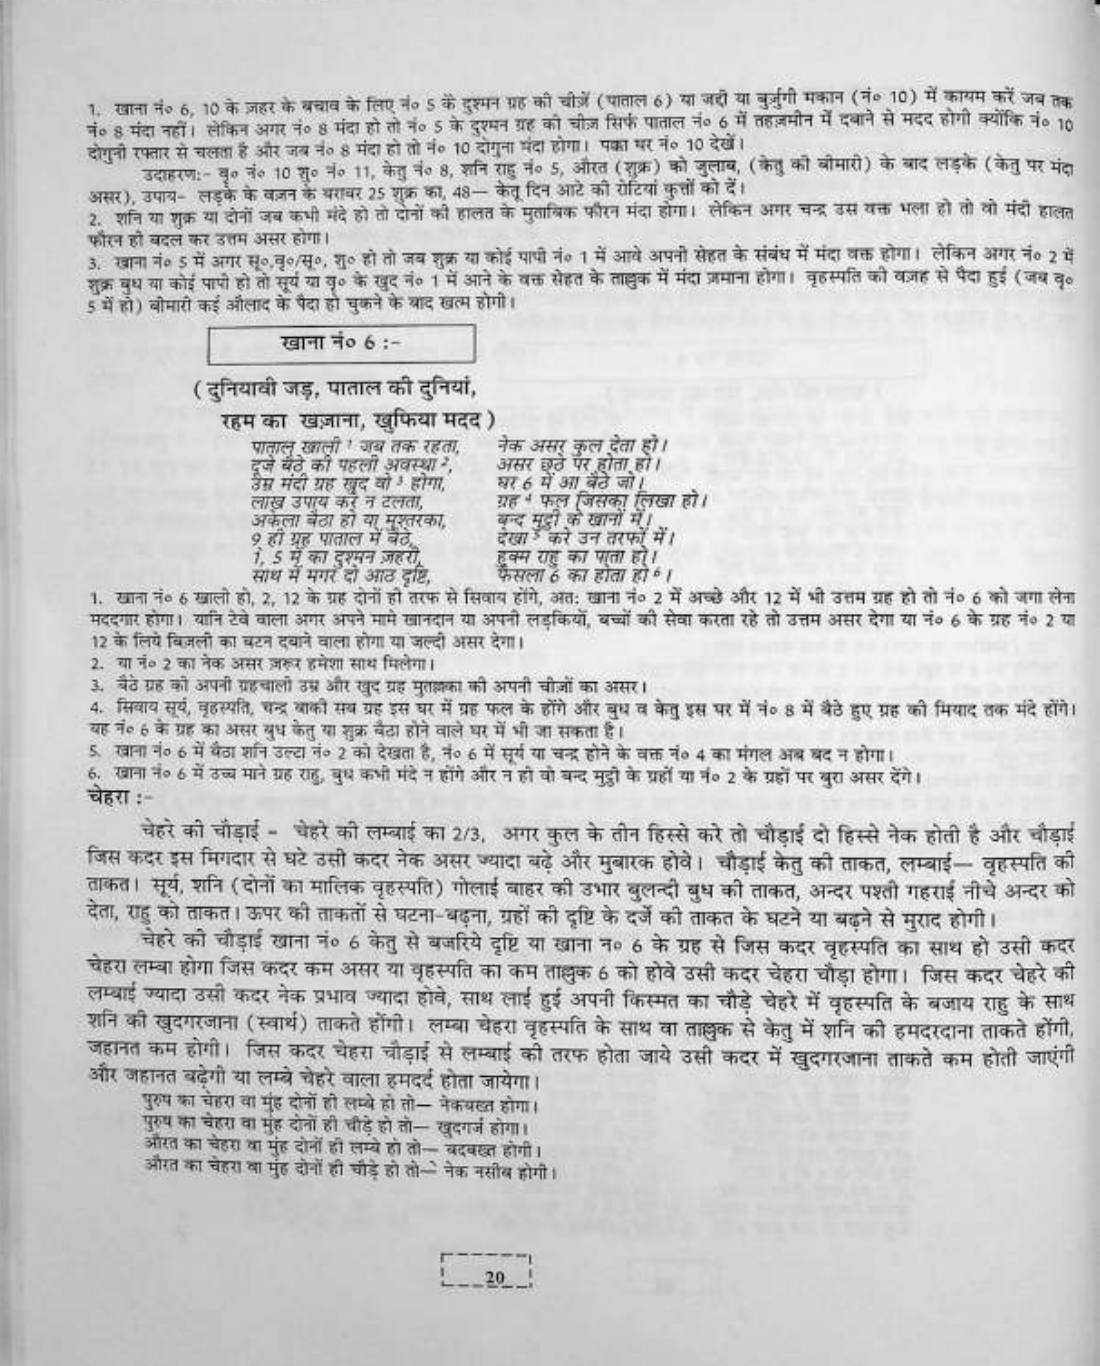 1. खाना नं० 6, 10 के ज़हर के बचाव के लिए नं० 5 के दुश्मन ग्रह की चीज़ें (पाताल 6) या जद्दी या बुर्जुगी मकान (नं० 10) में कायम करें जब तक
नं० 8 मंदा नहीं। लेकिन अगर नं० 8 मंदा हो तो नं० 5 के दुश्मन ग्रह की चीज़ सिर्फ पाताल नं० 6 में तहज़मीन में दबाने से मदद होगी क्योंकि नं० 10
दोगुनी रफ्तार से चलता है और जब नं० 8 मंदा हो तो नं० 10 दोगुना मंदा होगा। पक्का घर नं० 10 देखें।
उदाहरण:- वृ० नं० 10 शु० नं० 11, केतु नं० 8, शनि राहु नं० 5, औरत (शुक्र) को जुलाब, (केतु की बीमारी) के बाद लड़के (केतु पर मंदा
असर), उपाय- लड़के के वज़न के बराबर 25 शुक्र का, 48— केतू दिन आटे की रोटियां कुत्तों को दें।
2. शनि या शुक्र या दोनों जब कभी मंदे हो तो दोनों की हालत के मुताबिक फौरन मंदा होगा। लेकिन अगर चन्द्र उस वक्त भला हो तो वो मंदी हालत
फौरन ही बदल कर उत्तम असर होगा।
3. खाना नं० 5 में अगर सू०,वृ०/सू०, शु० हो तो जब शुक्र या कोई पापी नं० 1 में आवे अपनी सेहत के संबंध में मंदा वक्त होगा। लेकिन अगर नं० 2 में
शुक्र बुध या कोई पापी हो तो सूर्य या वृ० के खुद नं० 1 में आने के वक्त सेहत के ताल्लुक में मंदा ज़माना होगा। वृहस्पति की वज़ह से पैदा हुई (जब वृ०
5 में हो) बीमारी कई औलाद के पैदा हो चुकने के बाद खत्म होगी।
खाना नं० 6 :-
( दुनियावी जड़, पाताल की दुनियां,
रहम का खज़ाना, खुफिया मदद )
पाताल खाली ¹ जब तक रहता, नेक असर कुल देता हो।
दूजे बैठे की पहली अवस्था ², असर छठे पर होता हो।
उम्र मंदी ग्रह खुद वो ³ होगा, घर 6 में आ बैठे जो।
लाख उपाय करे न टलता, ग्रह ⁴ फल जिसका लिखा हो।
अकेला बैठा हो या मुश्तरका, बन्द मुट्ठी के खानों में।
9 ही ग्रह पाताल में बैठे, देखा ⁵ करे उन तरफों में।
1, 5 में का दुश्मन ज़हरी, हुक्म राहु का पाता हो।
साथ में मगर दो आठ दृष्टि, फैसला 6 का होता हो ⁶।
1. खाना नं० 6 खाली हो, 2, 12 के ग्रह दोनों ही तरफ से सिवाय होंगे, अत: खाना नं० 2 में अच्छे और 12 में भी उत्तम ग्रह हो तो नं० 6 को जगा लेना
मददगार होगा। यानि टेवे वाला अगर अपने मामे खानदान या अपनी लड़कियों, बच्चों की सेवा करता रहे तो उत्तम असर देगा या नं० 6 के ग्रह नं० 2 या
12 के लिये बिजली का बटन दबाने वाला होगा या जल्दी असर देगा।
2. या नं० 2 का नेक असर ज़रूर हमेशा साथ मिलेगा।
3. बैठे ग्रह को अपनी ग्रहचाली उम्र और खुद ग्रह मुतल्लका की अपनी चीज़ों का असर।
4. सिवाय सूर्य, वृहस्पति, चन्द्र बाकी सब ग्रह इस घर में ग्रह फल के होंगे और बुध व केतु इस घर में नं० 8 में बैठे हुए ग्रह की मियाद तक मंदे होंगे।
यह नं० 6 के ग्रह का असर बुध केतु या शुक्र बैठा होने वाले घर में भी जा सकता है।
5. खाना नं० 6 में बैठा शनि उल्टा नं० 2 को देखता है, नं० 6 में सूर्य या चन्द्र होने के वक्त नं० 4 का मंगल अब बद न होगा।
6. खाना नं० 6 में उच्च माने ग्रह राहु, बुध कभी मंदे न होंगे और न ही वो बन्द मुट्ठी के ग्रहों या नं० 2 के ग्रहों पर बुरा असर देंगे।
चेहरा :-
चेहरे की चौड़ाई = चेहरे की लम्बाई का 2/3, अगर कुल के तीन हिस्से करे तो चौड़ाई दो हिस्से नेक होती है और चौड़ाई
जिस कदर इस मिगदार से घटे उसी कदर नेक असर ज्यादा बढ़े और मुबारक होवे। चौड़ाई केतु की ताकत, लम्बाई— वृहस्पति की
ताकत। सूर्य, शनि (दोनों का मालिक वृहस्पति) गोलाई बाहर की उभार बुलन्दी बुध की ताकत, अन्दर पश्ती गहराई नीचे अन्दर को
देता, राहु को ताकत। ऊपर की ताकतों से घटना-बढ़ना, ग्रहों की दृष्टि के दर्जे की ताकत के घटने या बढ़ने से मुराद होगी।
चेहरे की चौड़ाई खाना नं० 6 केतु से बजरिये दृष्टि या खाना न० 6 के ग्रह से जिस कदर वृहस्पति का साथ हो उसी कदर
चेहरा लम्बा होगा जिस कदर कम असर या वृहस्पति का कम ताल्लुक 6 को होवे उसी कदर चेहरा चौड़ा होगा। जिस कदर चेहरे की
लम्बाई ज्यादा उसी कदर नेक प्रभाव ज्यादा होवे, साथ लाई हुई अपनी किस्मत का चौड़े चेहरे में वृहस्पति के बजाय राहु के साथ
शनि की खुदगरजाना (स्वार्थ) ताकते होंगी। लम्बा चेहरा वृहस्पति के साथ वा ताल्लुक से केतु में शनि की हमदरदाना ताकते होंगी,
जहानत कम होगी। जिस कदर चेहरा चौड़ाई से लम्बाई की तरफ होता जाये उसी कदर में खुदगरजाना ताकते कम होती जाएंगी
और जहानत बढ़ेगी या लम्बे चेहरे वाला हमदर्द होता जायेगा।
पुरुष का चेहरा वा मुंह दोनों ही लम्बे हो तो— नेकबख्त होगा।
पुरुष का चेहरा वा मुंह दोनों ही चौड़े हो तो— खुदगर्ज होगा।
औरत का चेहरा वा मुंह दोनों ही लम्बे हो तो— बदबख्त होगी।
औरत का चेहरा वा मुंह दोनों ही चौड़े हो तो— नेक नसीब होगी।
20